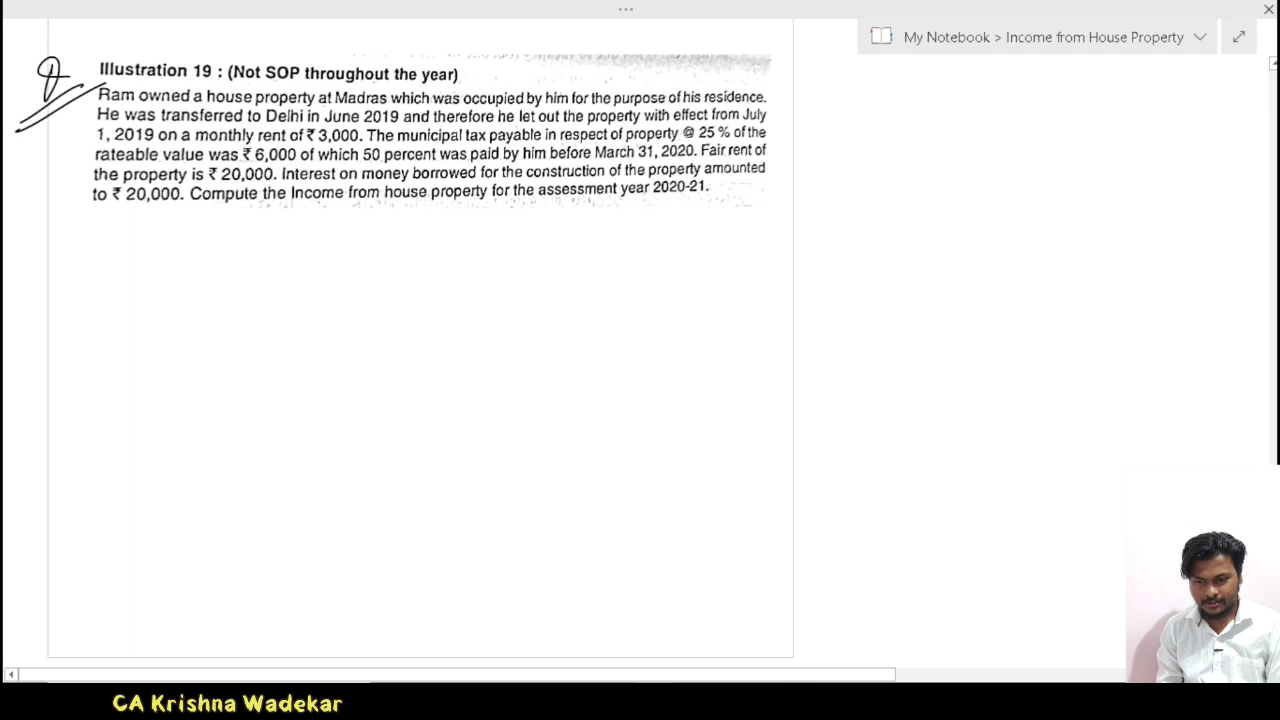 My Notebook > Income from House Property
Illustration 19 : (Not SOP throughout the year)
Ram owned a house property at Madras which was occupied by him for the purpose of his residence.
He was transferred to Delhi in June 2019 and therefore he let out the property with effect from July
1, 2019 on a monthly rent of ₹ 3,000. The municipal tax payable in respect of property @ 25 % of the
rateable value was ₹ 6,000 of which 50 percent was paid by him before March 31, 2020. Fair rent of
the property is ₹ 20,000. Interest on money borrowed for the construction of the property amounted
to ₹ 20,000. Compute the Income from house property for the assessment year 2020-21.
CA Krishna Wadekar